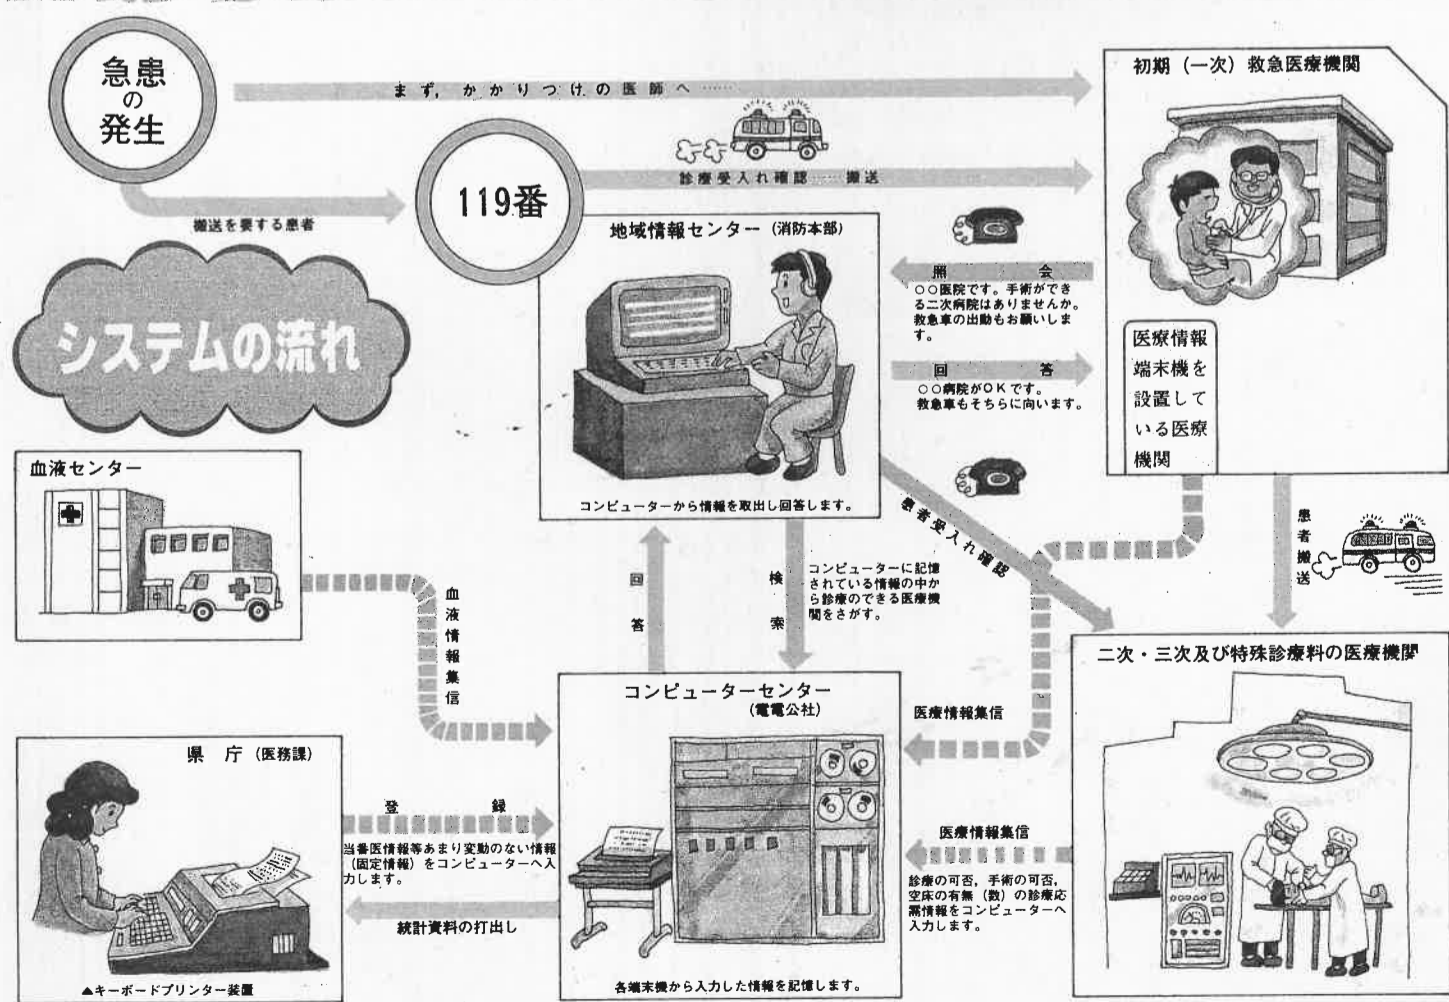 急患
の
発生
まず,かかりつけの医師へ……
初期(一次)救急医療機関
119番
診療受入れ確認……搬送
搬送を要する患者
地域情報センター(消防本部)
照会
○○医院です。手術ができ
る二次病院はありませんか。
救急車の出動もお願いしま
す。
システムの流れ
回答
○○病院がOKです。
救急車もそちらに向います。
医療情報
端末機を
設置して
いる医療
機関
血液センター
コンピューターから情報を取出し回答します。
患者受入れ確認
患者搬送
血液情報集信
回答
検索
コンピューターに記憶
されている情報の中か
ら診療のできる医療機
関をさがす。
二次・三次及び特殊診療料の医療機関
コンピューターセンター
(電電公社)
医療情報集信
県庁(医務課)
登録
当番医情報等あまり変動のない情報
(固定情報)をコンピューターへ入
力します。
医療情報集信
診療の可否,手術の可否,
空床の有無(数)の診療応
需情報をコンピューターへ
入力します。
統計資料の打出し
▲キーボードプリンター装置
各端末機から入力した情報を記憶します。